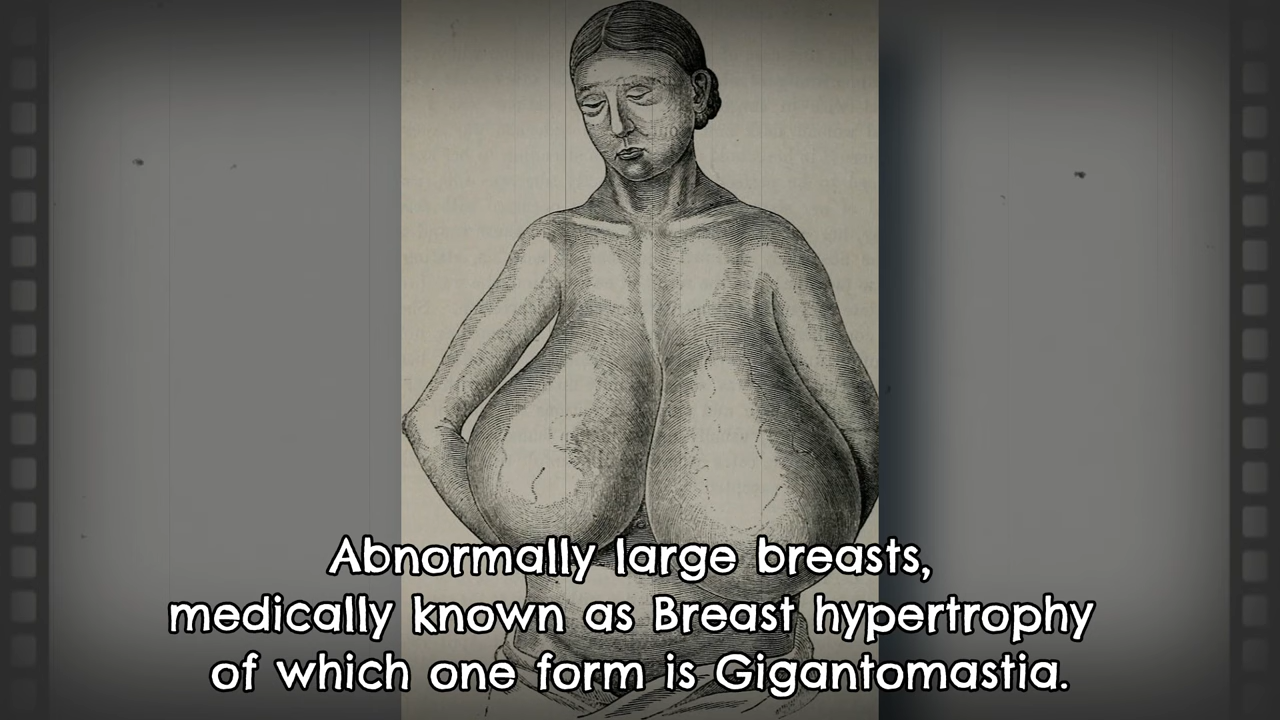 Abnormally large breasts,
medically known as Breast hypertrophy
of which one form is Gigantomastia.